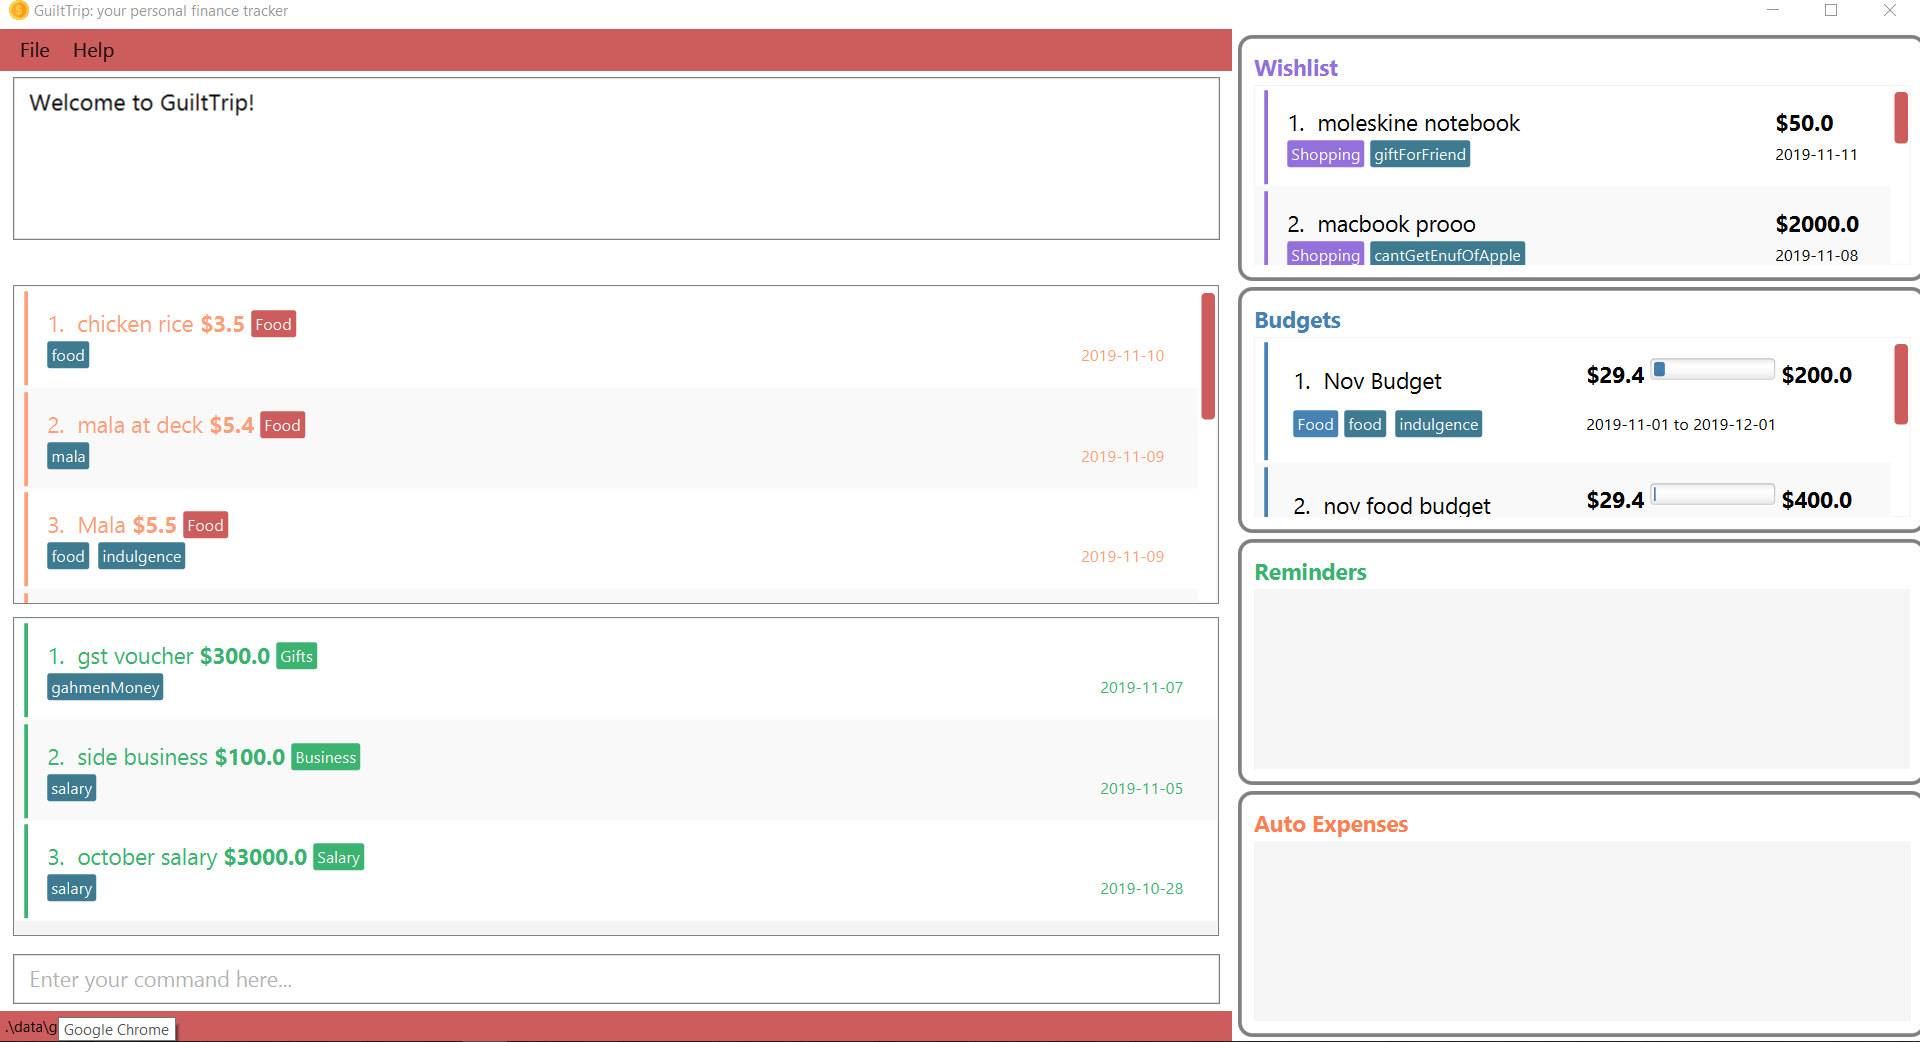 GuiltTrip: your personal finance tracker
File Help
Welcome to GuiltTrip!
1. chicken rice $3.5 Food
food 2019-11-10
2. mala at deck $5.4 Food
mala 2019-11-09
3. Mala $5.5 Food
food indulgence 2019-11-09
1. gst voucher $300.0 Gifts
gahmenMoney 2019-11-07
2. side business $100.0 Business
salary 2019-11-05
3. october salary $3000.0 Salary
salary 2019-10-28
Enter your command here...
.\data\g
Google Chrome
Wishlist
1. moleskine notebook $50.0
Shopping giftForFriend 2019-11-11
2. macbook prooo $2000.0
Shopping cantGetEnufOfApple 2019-11-08
Budgets
1. Nov Budget $29.4 $200.0
Food food indulgence 2019-11-01 to 2019-12-01
2. nov food budget $29.4 $400.0
Reminders
Auto Expenses